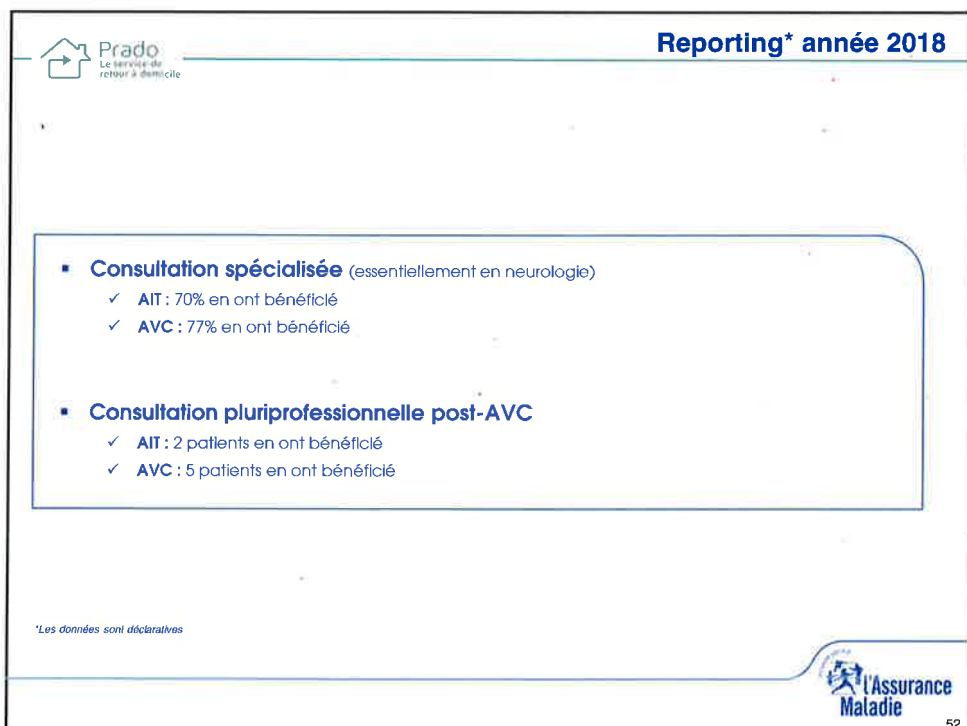 Prado
Le service de
retour à domicile
Reporting* année 2018
▪ Consultation spécialisée (essentiellement en neurologie)
✓ AIT : 70% en ont bénéficié
✓ AVC : 77% en ont bénéficié
▪ Consultation pluriprofessionnelle post-AVC
✓ AIT : 2 patients en ont bénéficié
✓ AVC : 5 patients en ont bénéficié
*Les données sont déclaratives
l'Assurance
Maladie
52